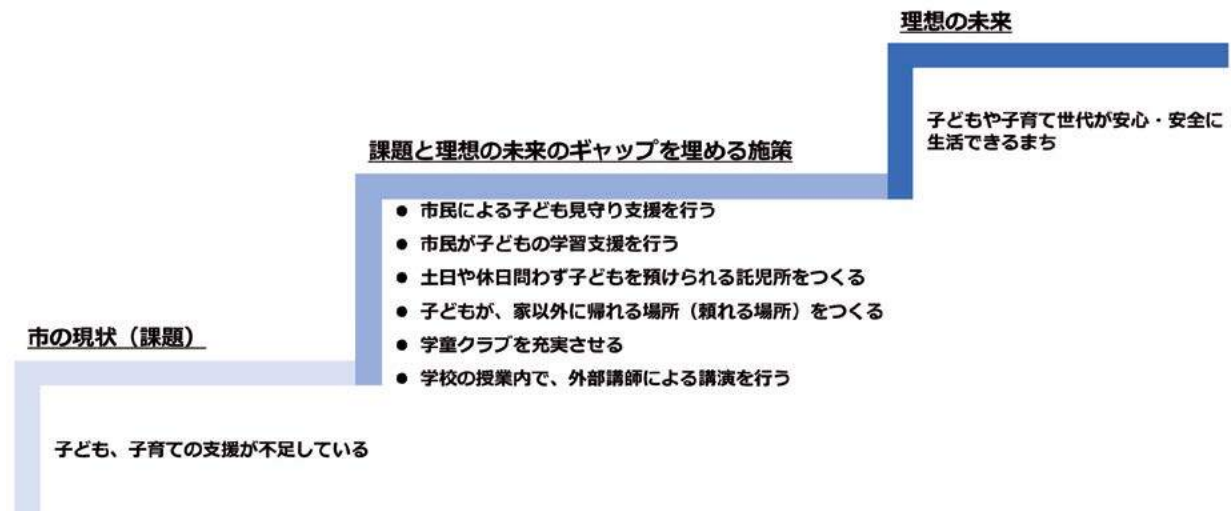 理想の未来
子どもや子育て世代が安心・安全に
生活できるまち
課題と理想の未来のギャップを埋める施策
● 市民による子ども見守り支援を行う
● 市民が子どもの学習支援を行う
● 土日や休日問わず子どもを預けられる託児所をつくる
● 子どもが、家以外に帰れる場所（頼れる場所）をつくる
● 学童クラブを充実させる
● 学校の授業内で、外部講師による講演を行う
市の現状（課題）
子ども、子育ての支援が不足している